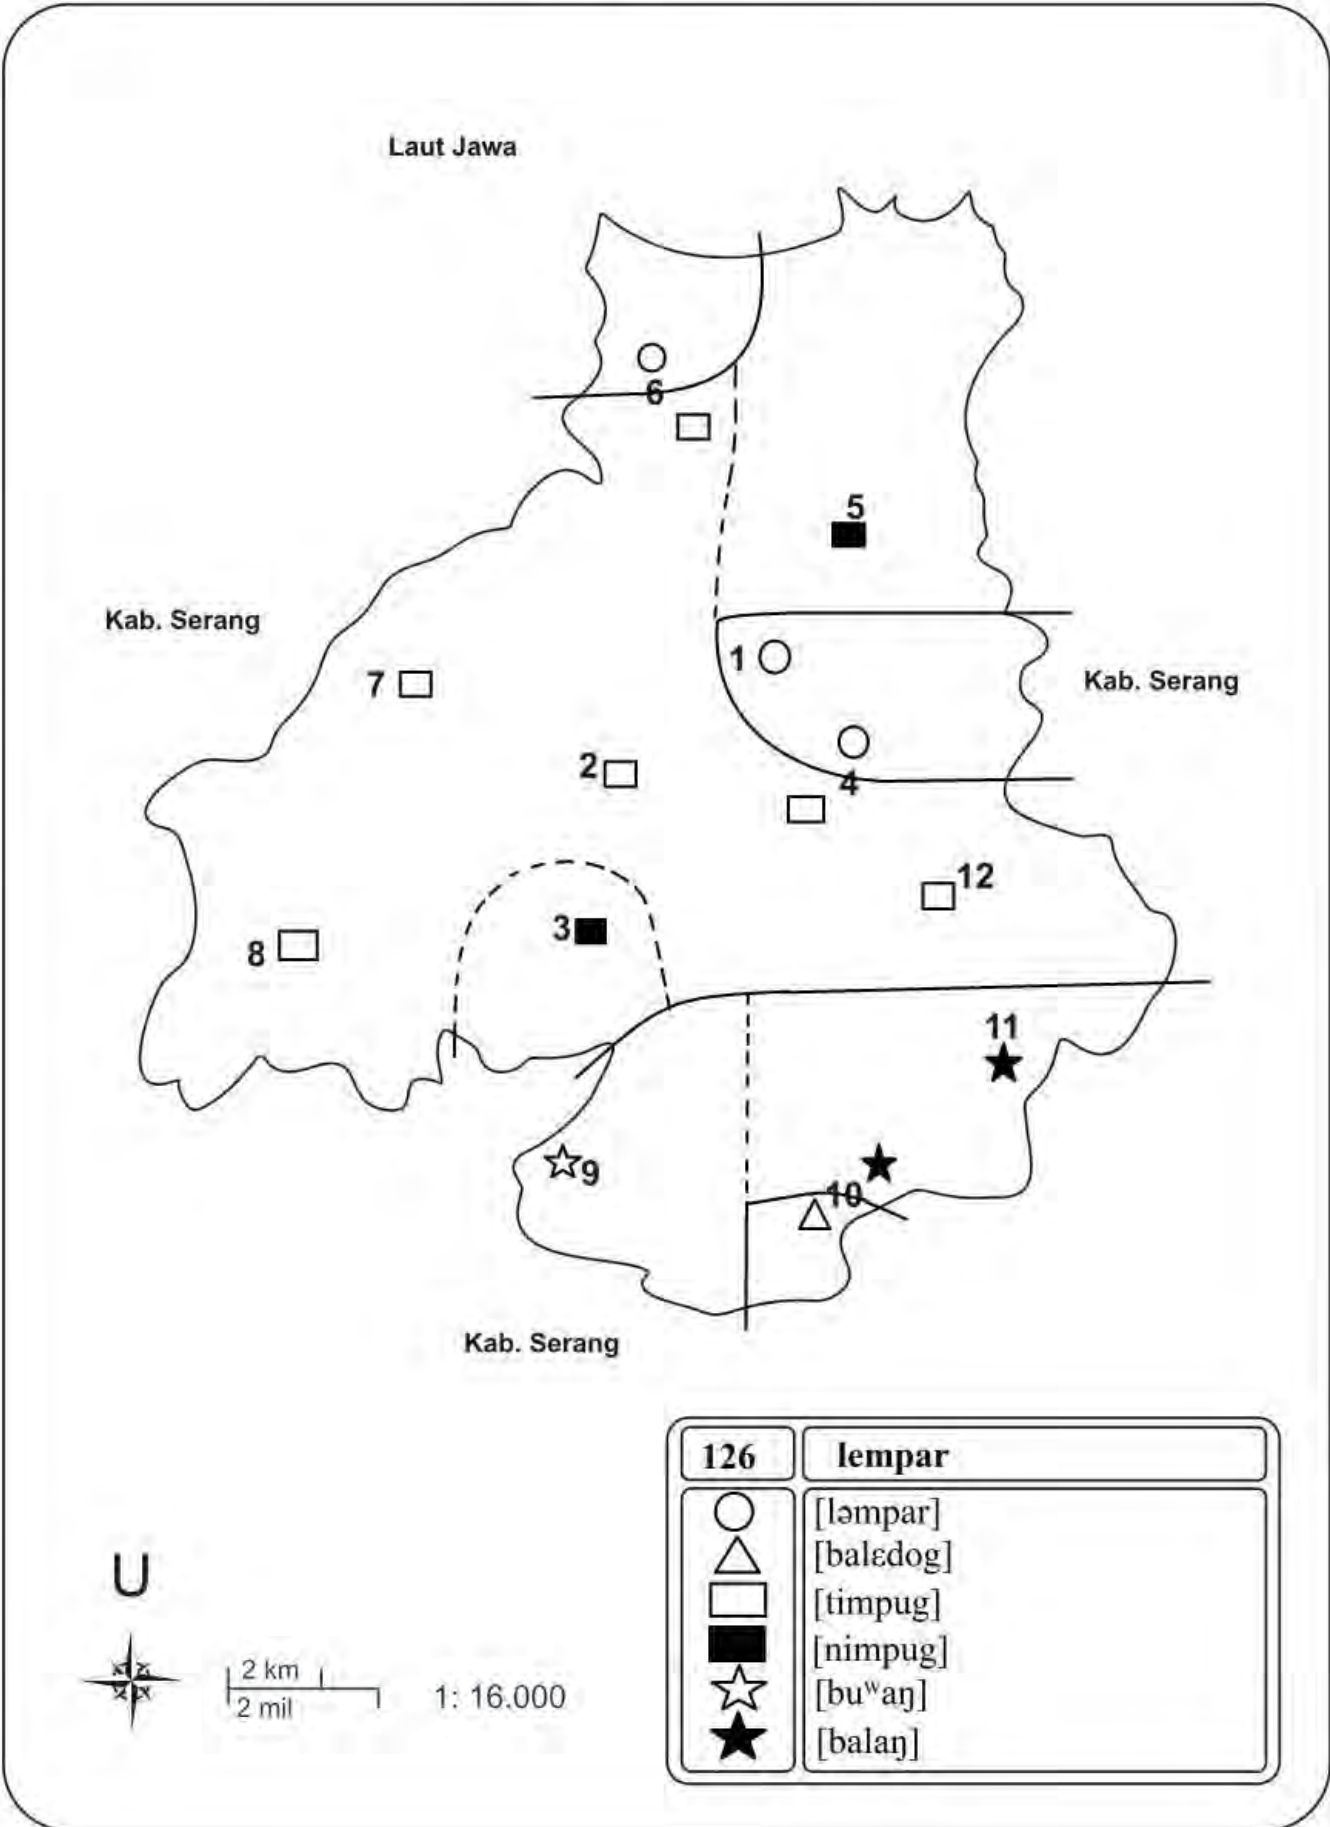 Laut Jawa
6
5
Kab. Serang
1
Kab. Serang
7
2
4
12
3
8
11
9
10
Kab. Serang
126 lempar
[ləmpar]
[balɛdog]
[timpug]
[nimpug]
[buʷaŋ]
[balaŋ]
U
2 km
2 mil
1: 16.000